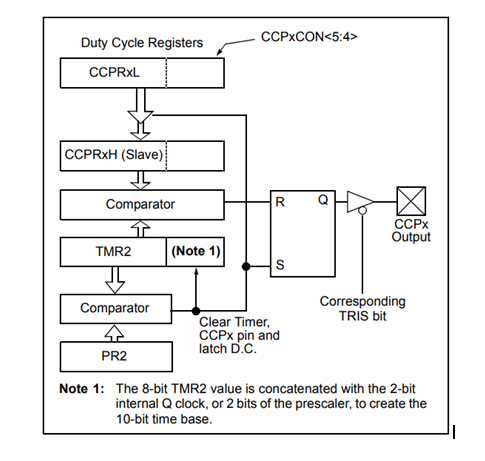 Duty Cycle Registers
CCPxCON<5:4>
CCPRxL
CCPRxH (Slave)
Comparator
R
Q
CCPx
Output
TMR2
(Note 1)
S
Comparator
Corresponding
TRIS bit
Clear Timer,
CCPx pin and
latch D.C.
PR2
Note 1: The 8-bit TMR2 value is concatenated with the 2-bit
internal Q clock, or 2 bits of the prescaler, to create the
10-bit time base.